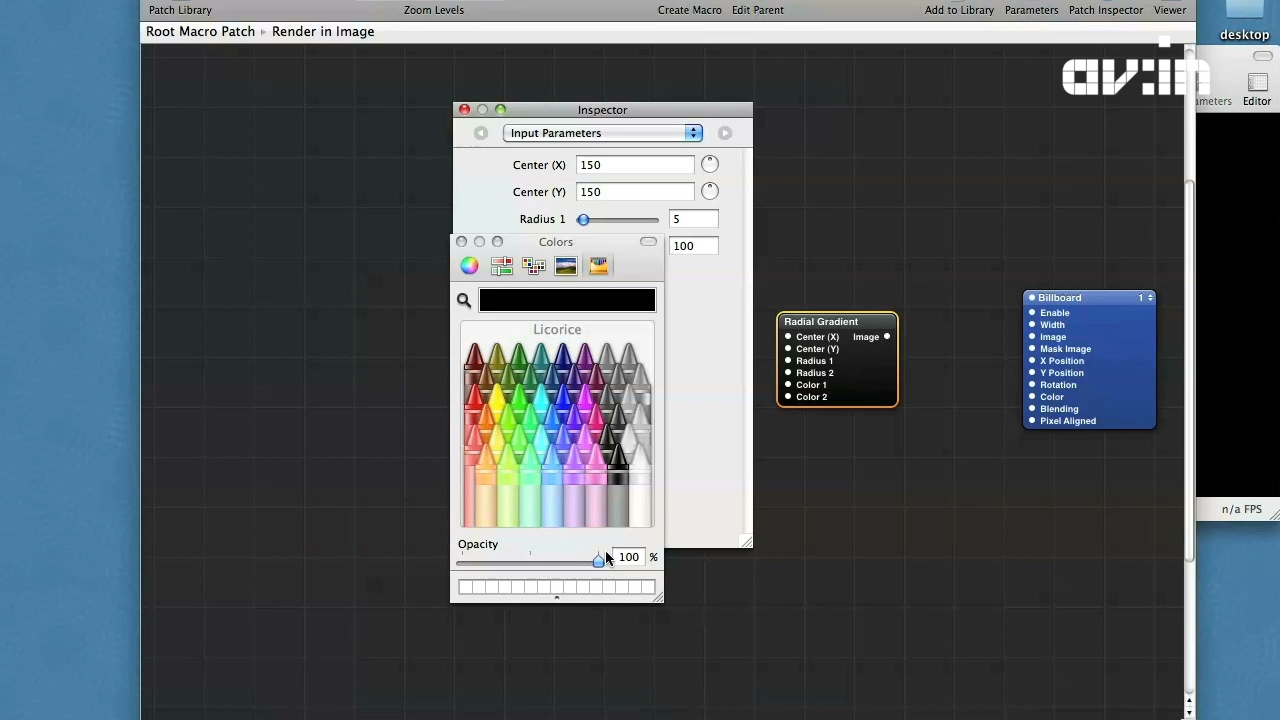 Patch Library Zoom Levels Create Macro Edit Parent Add to Library Parameters Patch Inspector Viewer
Root Macro Patch ▸ Render in Image
desktop
av:in
ameters Editor
Inspector
Input Parameters
Center (X) 150
Center (Y) 150
Radius 1 5
100
Colors
Licorice
Opacity
100 %
Radial Gradient
Center (X) Image
Center (Y)
Radius 1
Radius 2
Color 1
Color 2
Billboard 1
Enable
Width
Image
Mask Image
X Position
Y Position
Rotation
Color
Blending
Pixel Aligned
n/a FPS